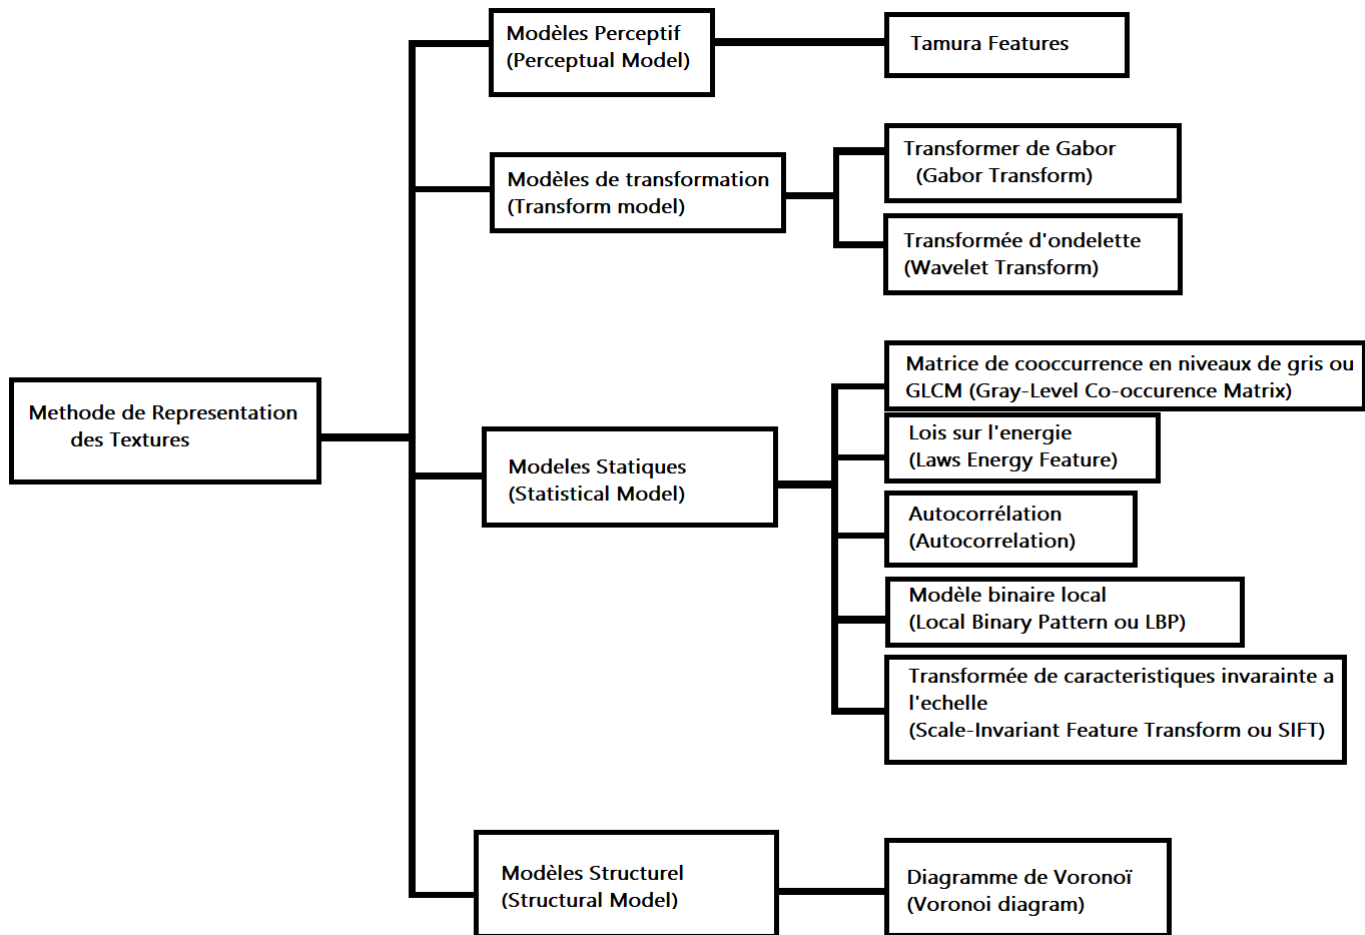 Modèles Perceptif
(Perceptual Model)
Tamura Features
Transformer de Gabor
(Gabor Transform)
Modèles de transformation
(Transform model)
Transformée d'ondelette
(Wavelet Transform)
Matrice de cooccurrence en niveaux de gris ou
GLCM (Gray-Level Co-occurence Matrix)
Methode de Representation
des Textures
Lois sur l'energie
(Laws Energy Feature)
Modeles Statiques
(Statistical Model)
Autocorrélation
(Autocorrelation)
Modèle binaire local
(Local Binary Pattern ou LBP)
Transformée de caracteristiques invarainte a
l'echelle
(Scale-Invariant Feature Transform ou SIFT)
Modèles Structurel
(Structural Model)
Diagramme de Voronoï
(Voronoi diagram)